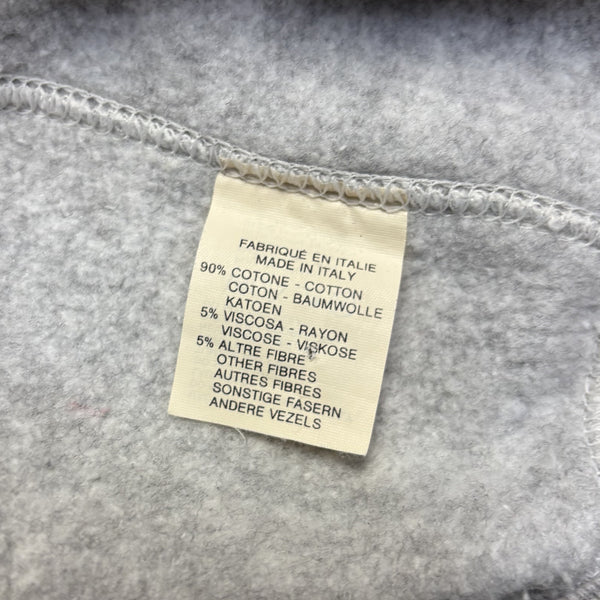 FABRIQUÉ EN ITALIE
MADE IN ITALY
90% COTONE - COTTON
COTON - BAUMWOLLE
KATOEN
5% VISCOSA - RAYON
VISCOSE - VISKOSE
5% ALTRE FIBRE
OTHER FIBRES
AUTRES FIBRES
SONSTIGE FASERN
ANDERE VEZELS